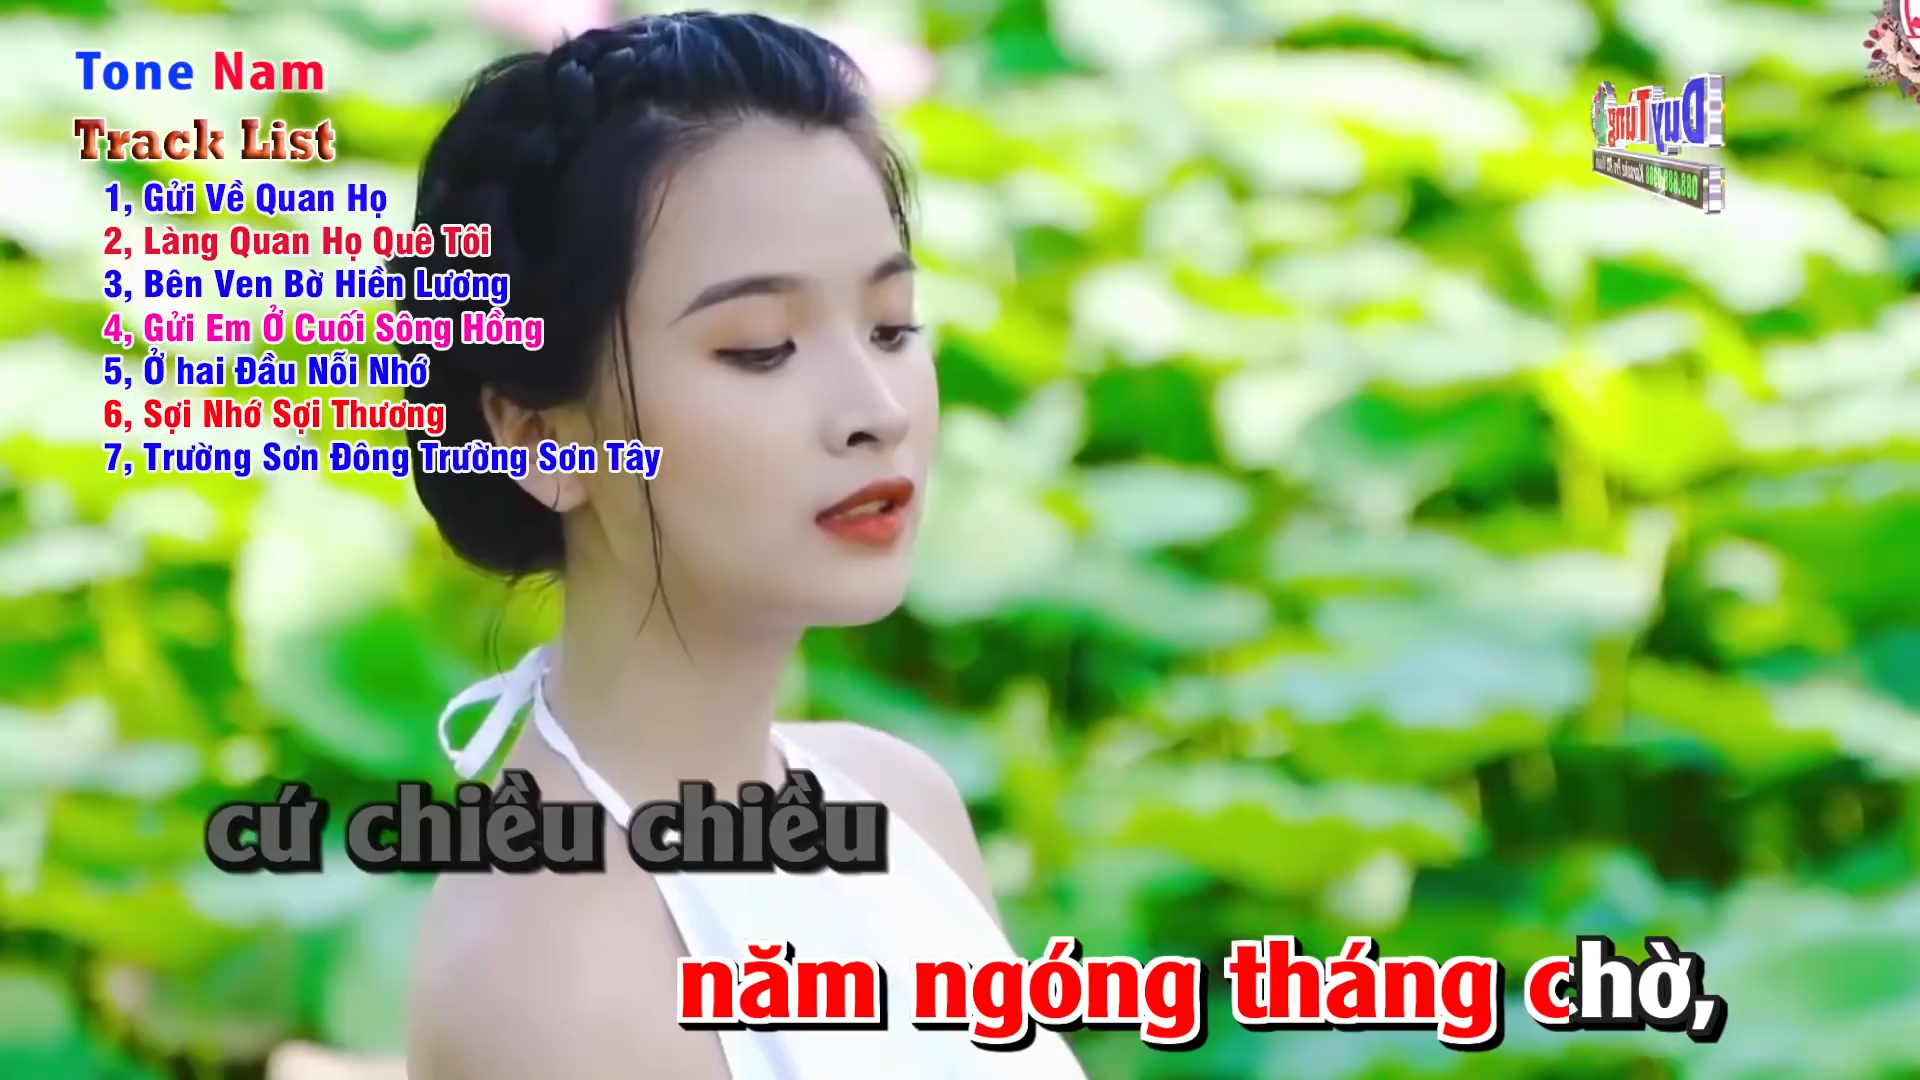 Tone Nam
Track List
1, Gửi Về Quan Họ
2, Làng Quan Họ Quê Tôi
3, Bên Ven Bờ Hiền Lương
4, Gửi Em Ở Cuối Sông Hồng
5, Ở hai Đầu Nỗi Nhớ
6, Sợi Nhớ Sợi Thương
7, Trường Sơn Đông Trường Sơn Tây
Duy Tùng
cứ chiều chiều
năm ngóng tháng chờ,